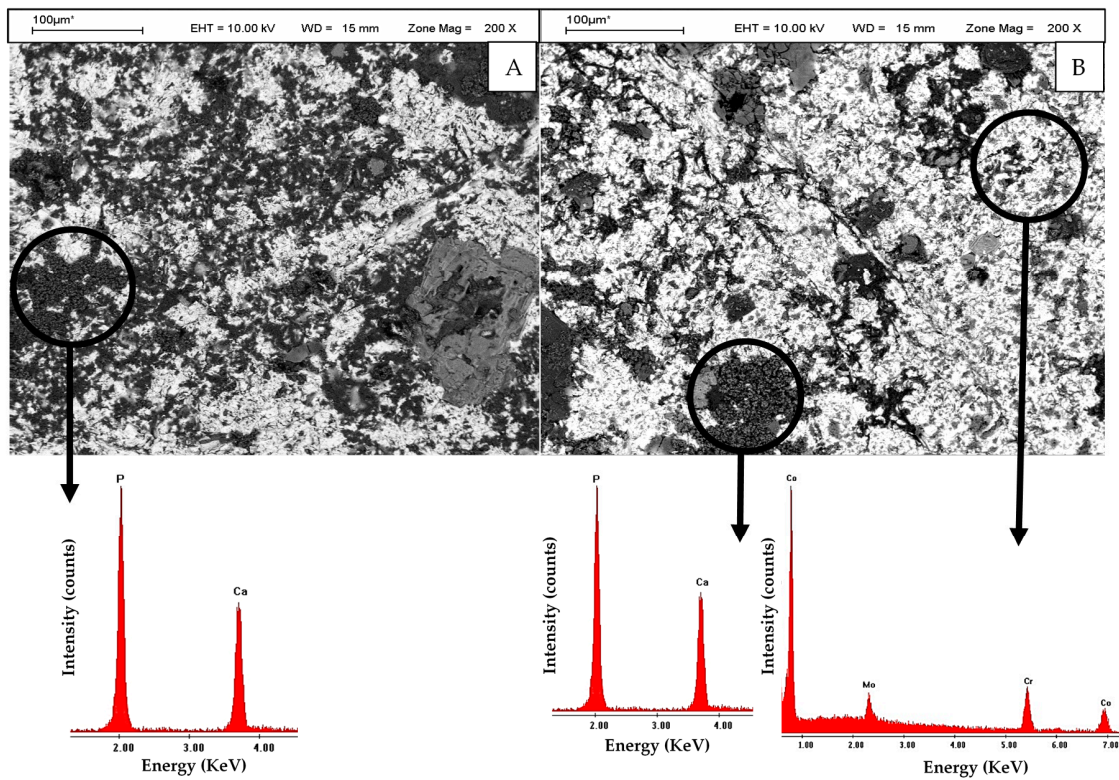 100µm* EHT = 10.00 kV WD = 15 mm Zone Mag = 200 X
100µm* EHT = 10.00 kV WD = 15 mm Zone Mag = 200 X
A
B
P
Ca
Intensity (counts)
2.00 3.00 4.00
Energy (KeV)
P
Ca
Intensity (counts)
2.00 3.00 4.00
Energy (KeV)
Co
Mo
Cr
Co
Intensity (counts)
1.00 2.00 3.00 4.00 5.00 6.00 7.00
Energy (KeV)